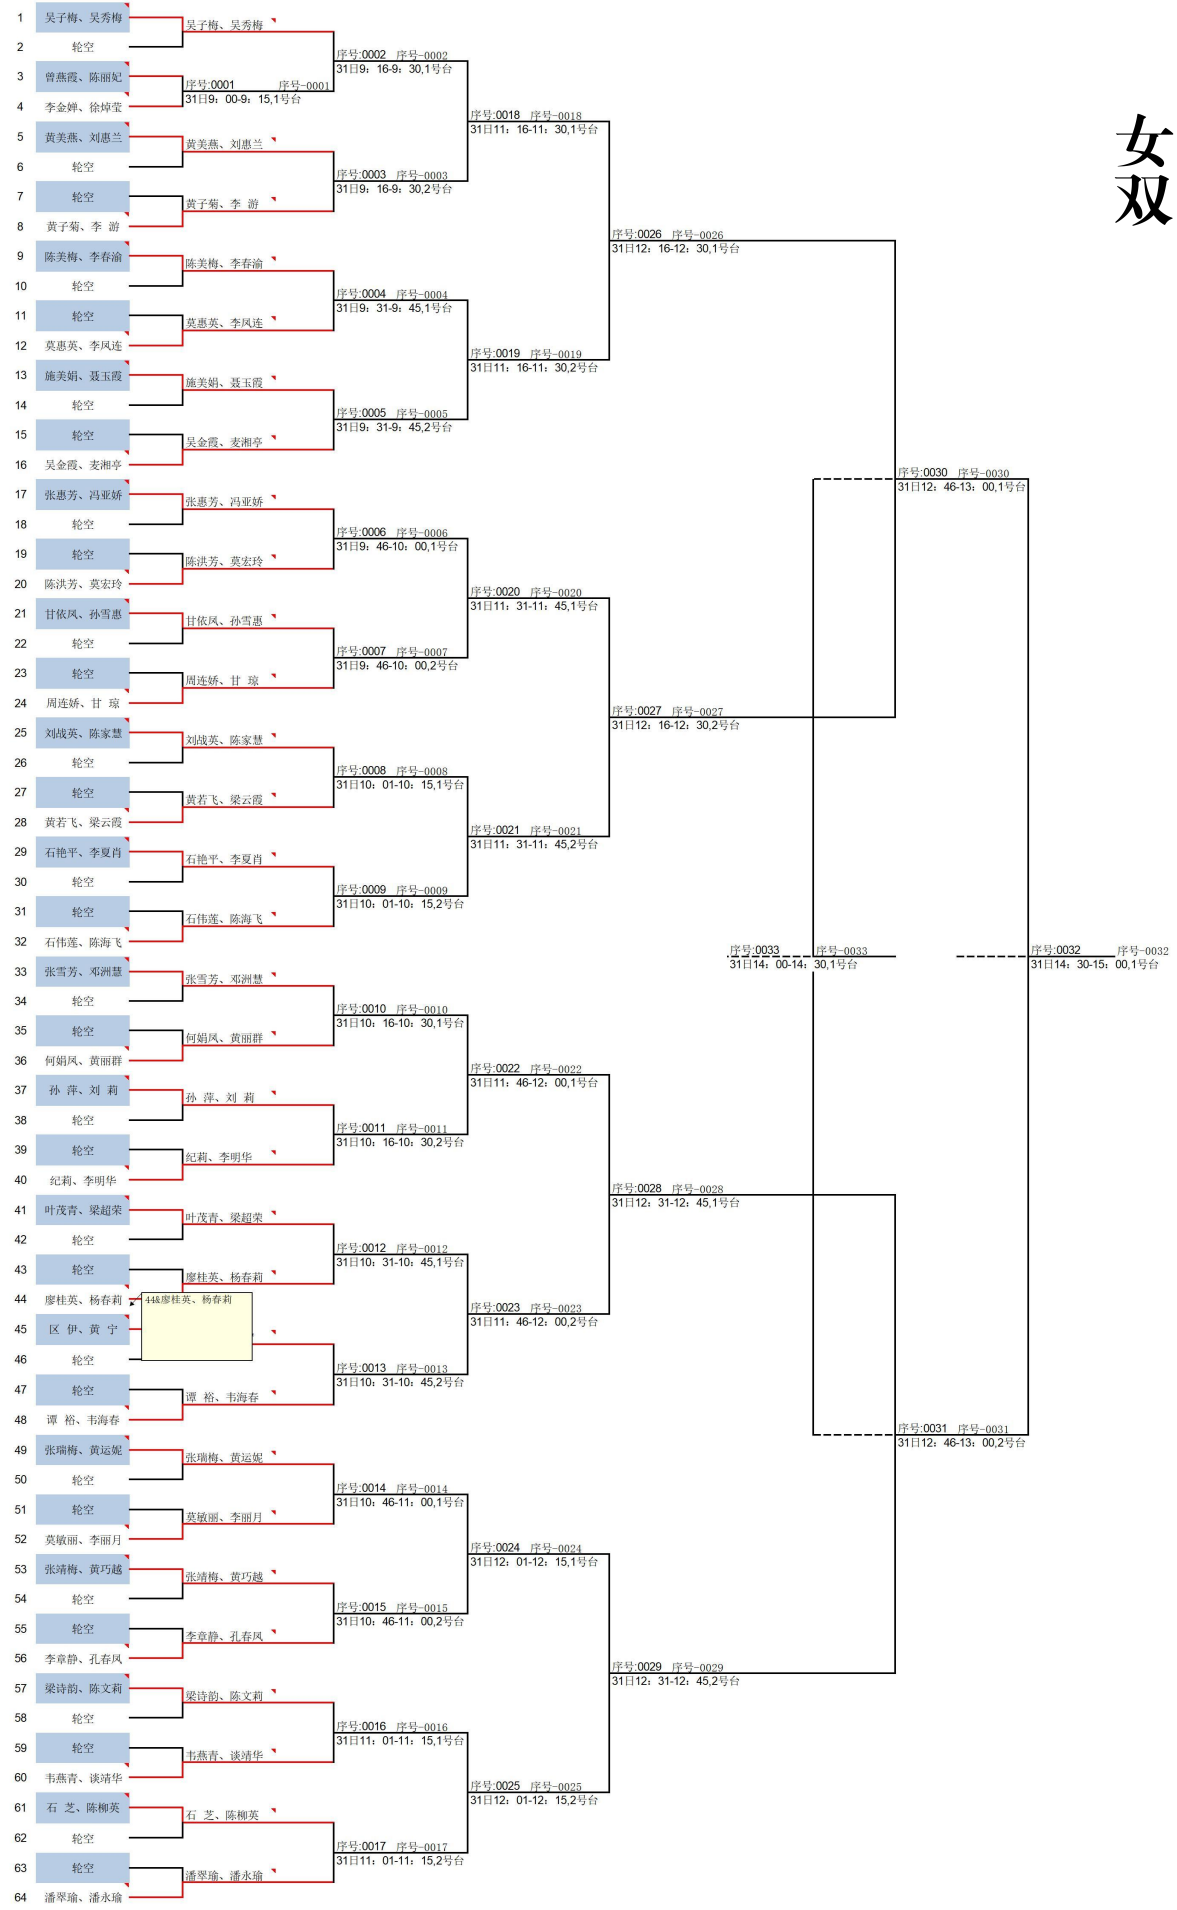 女双
1 吴子梅、吴秀梅
2 轮空
3 曾燕霞、陈丽妃
4 李金婵、徐焯莹
5 黄美燕、刘惠兰
6 轮空
7 轮空
8 黄子菊、李 游
9 陈美梅、李春渝
10 轮空
11 轮空
12 莫惠英、李凤连
13 施美娟、聂玉霞
14 轮空
15 轮空
16 吴金霞、麦湘亭
17 张惠芳、冯亚娇
18 轮空
19 轮空
20 陈洪芳、莫宏玲
21 甘依凤、孙雪惠
22 轮空
23 轮空
24 周连娇、甘 琼
25 刘战英、陈家慧
26 轮空
27 轮空
28 黄若飞、梁云霞
29 石艳平、李夏肖
30 轮空
31 轮空
32 石伟莲、陈海飞
33 张雪芳、邓洲慧
34 轮空
35 轮空
36 何娟凤、黄丽群
37 孙 萍、刘 莉
38 轮空
39 轮空
40 纪莉、李明华
41 叶茂青、梁超荣
42 轮空
43 轮空
44 廖桂英、杨春莉
45 区 伊、黄 宁
46 轮空
47 轮空
48 谭 裕、韦海春
49 张瑞梅、黄运妮
50 轮空
51 轮空
52 莫敏丽、李丽月
53 张靖梅、黄巧越
54 轮空
55 轮空
56 李章静、孔春凤
57 梁诗韵、陈文莉
58 轮空
59 轮空
60 韦燕青、谈靖华
61 石 芝、陈柳英
62 轮空
63 轮空
64 潘翠瑜、潘永瑜
吴子梅、吴秀梅
序号:0001 序号-0001
31日9：00-9：15,1号台
黄美燕、刘惠兰
黄子菊、李 游
陈美梅、李春渝
莫惠英、李凤连
施美娟、聂玉霞
吴金霞、麦湘亭
张惠芳、冯亚娇
陈洪芳、莫宏玲
甘依凤、孙雪惠
周连娇、甘 琼
刘战英、陈家慧
黄若飞、梁云霞
石艳平、李夏肖
石伟莲、陈海飞
张雪芳、邓洲慧
何娟凤、黄丽群
孙 萍、刘 莉
纪莉、李明华
叶茂青、梁超荣
廖桂英、杨春莉
44&廖桂英、杨春莉
谭 裕、韦海春
张瑞梅、黄运妮
莫敏丽、李丽月
张靖梅、黄巧越
李章静、孔春凤
梁诗韵、陈文莉
韦燕青、谈靖华
石 芝、陈柳英
潘翠瑜、潘永瑜
序号:0002 序号-0002
31日9：16-9：30,1号台
序号:0003 序号-0003
31日9：16-9：30,2号台
序号:0004 序号-0004
31日9：31-9：45,1号台
序号:0005 序号-0005
31日9：31-9：45,2号台
序号:0006 序号-0006
31日9：46-10：00,1号台
序号:0007 序号-0007
31日9：46-10：00,2号台
序号:0008 序号-0008
31日10：01-10：15,1号台
序号:0009 序号-0009
31日10：01-10：15,2号台
序号:0010 序号-0010
31日10：16-10：30,1号台
序号:0011 序号-0011
31日10：16-10：30,2号台
序号:0012 序号-0012
31日10：31-10：45,1号台
序号:0013 序号-0013
31日10：31-10：45,2号台
序号:0014 序号-0014
31日10：46-11：00,1号台
序号:0015 序号-0015
31日10：46-11：00,2号台
序号:0016 序号-0016
31日11：01-11：15,1号台
序号:0017 序号-0017
31日11：01-11：15,2号台
序号:0018 序号-0018
31日11：16-11：30,1号台
序号:0019 序号-0019
31日11：16-11：30,2号台
序号:0020 序号-0020
31日11：31-11：45,1号台
序号:0021 序号-0021
31日11：31-11：45,2号台
序号:0022 序号-0022
31日11：46-12：00,1号台
序号:0023 序号-0023
31日11：46-12：00,2号台
序号:0024 序号-0024
31日12：01-12：15,1号台
序号:0025 序号-0025
31日12：01-12：15,2号台
序号:0026 序号-0026
31日12：16-12：30,1号台
序号:0027 序号-0027
31日12：16-12：30,2号台
序号:0028 序号-0028
31日12：31-12：45,1号台
序号:0029 序号-0029
31日12：31-12：45,2号台
序号:0030 序号-0030
31日12：46-13：00,1号台
序号:0031 序号-0031
31日12：46-13：00,2号台
序号:0033 序号-0033
31日14：00-14：30,1号台
序号:0032 序号-0032
31日14：30-15：00,1号台